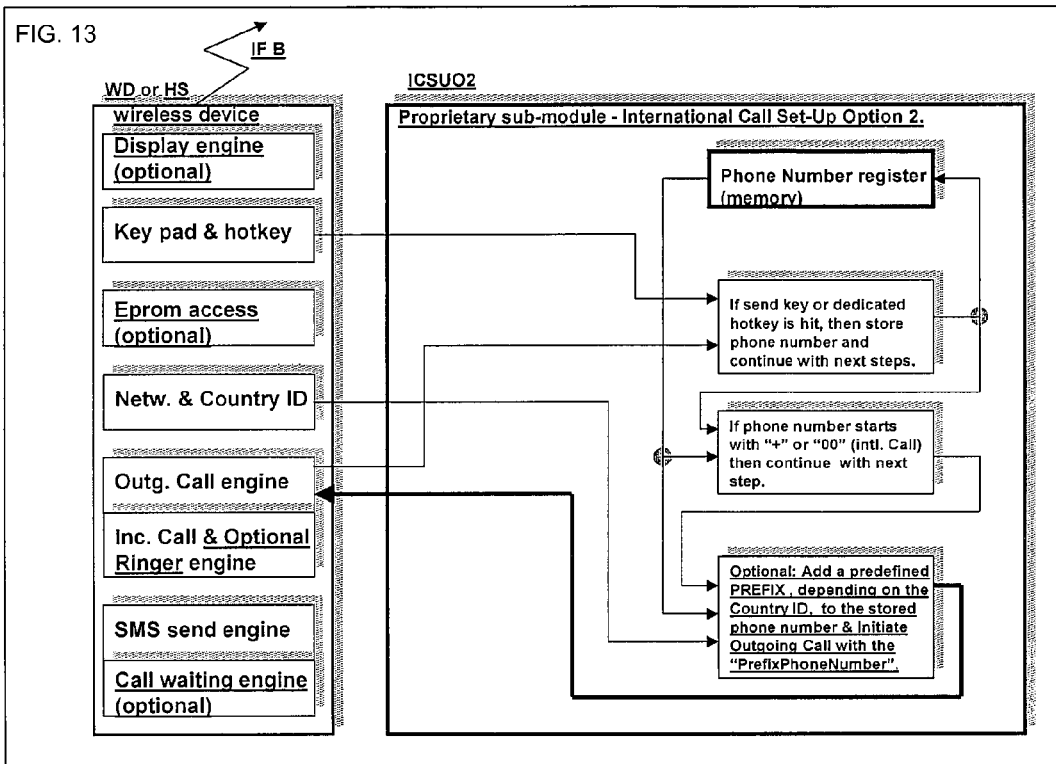 FIG. 13
IF B
WD or HS
wireless device
Display engine
(optional)
Key pad & hotkey
Eprom access
(optional)
Netw. & Country ID
Outg. Call engine
Inc. Call & Optional
Ringer engine
SMS send engine
Call waiting engine
(optional)
ICSUO2
Proprietary sub-module - International Call Set-Up Option 2.
Phone Number register
(memory)
If send key or dedicated
hotkey is hit, then store
phone number and
continue with next steps.
If phone number starts
with "+" or "00" (intl. Call)
then continue with next
step.
Optional: Add a predefined
PREFIX , depending on the
Country ID, to the stored
phone number & Initiate
Outgoing Call with the
"PrefixPhoneNumber".